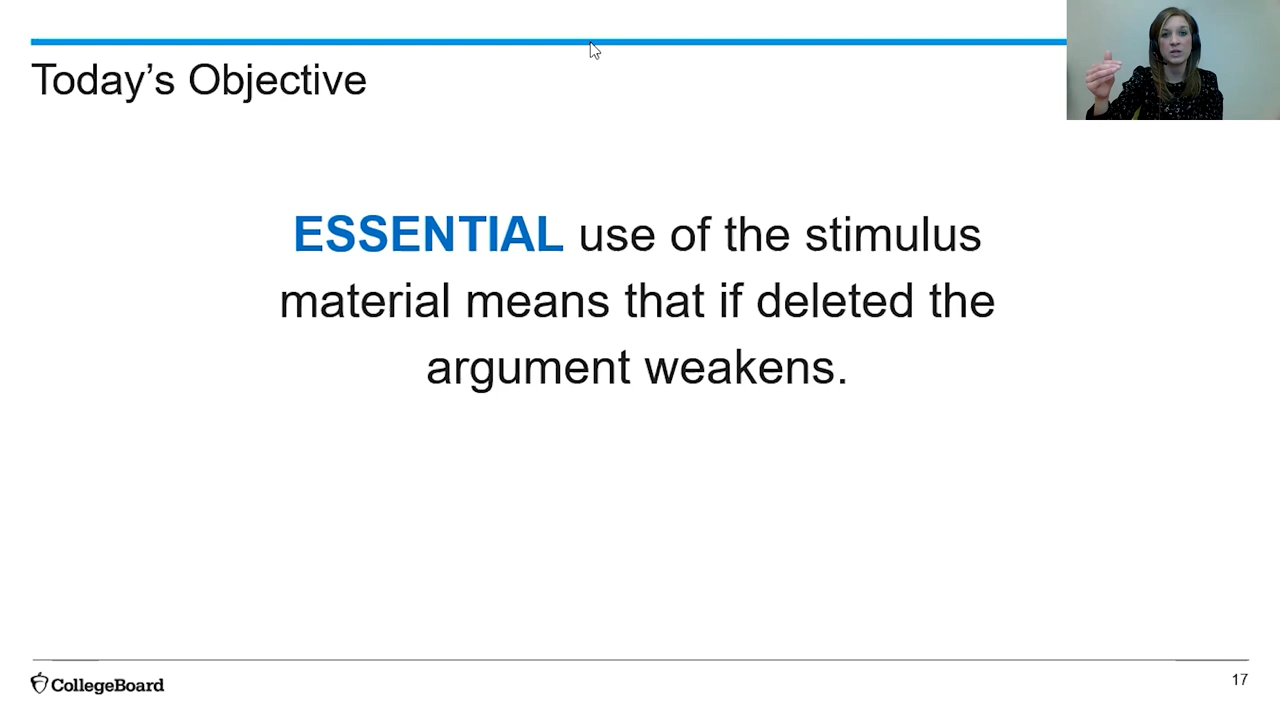 Today’s Objective
ESSENTIAL use of the stimulus
material means that if deleted the
argument weakens.
CollegeBoard
17